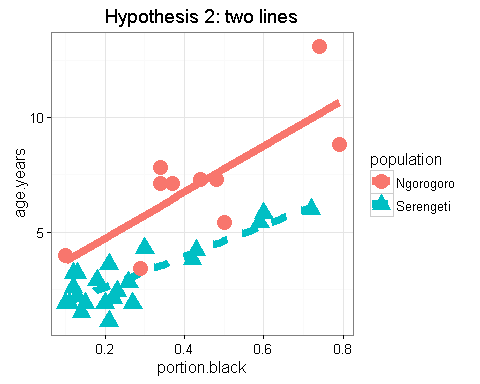 Hypothesis 2: two lines
age.years
10
5
0.2
0.4
0.6
0.8
portion.black
population
Ngorogoro
Serengeti